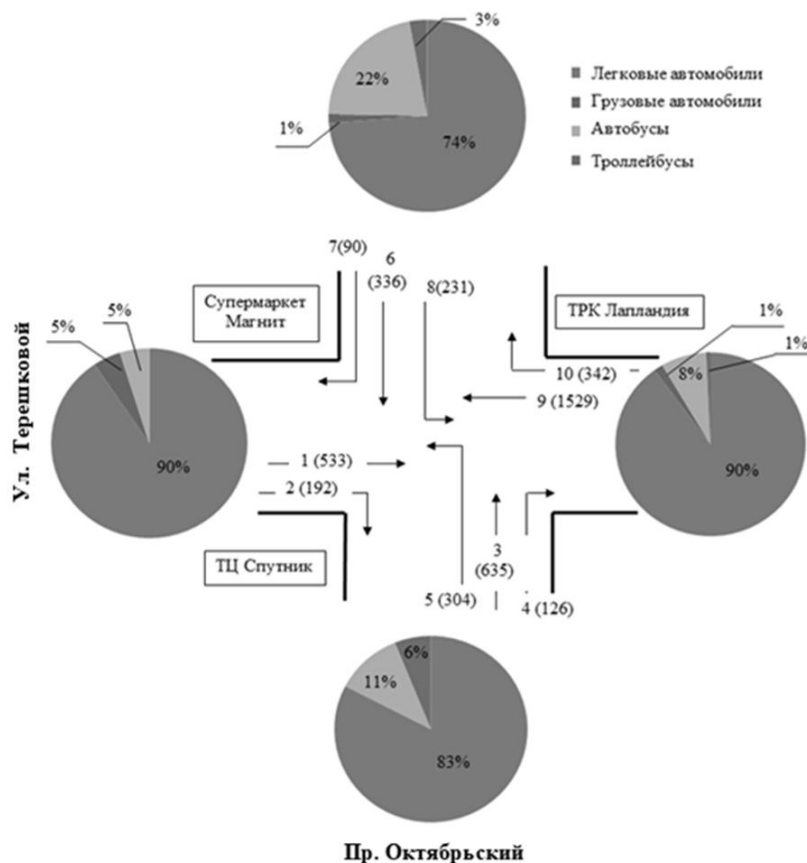 3%
22%
1%
74%
Легковые автомобили
Грузовые автомобили
Автобусы
Троллейбусы
7(90)
6
(336)
8(231)
Супермаркет
Магнит
ТРК Лапландия
5%
5%
90%
1%
1%
8%
90%
10 (342)
9 (1529)
Ул. Терешковой
1 (533)
2 (192)
ТЦ Спутник
3
(635)
5 (304)
4 (126)
6%
11%
83%
Пр. Октябрьский